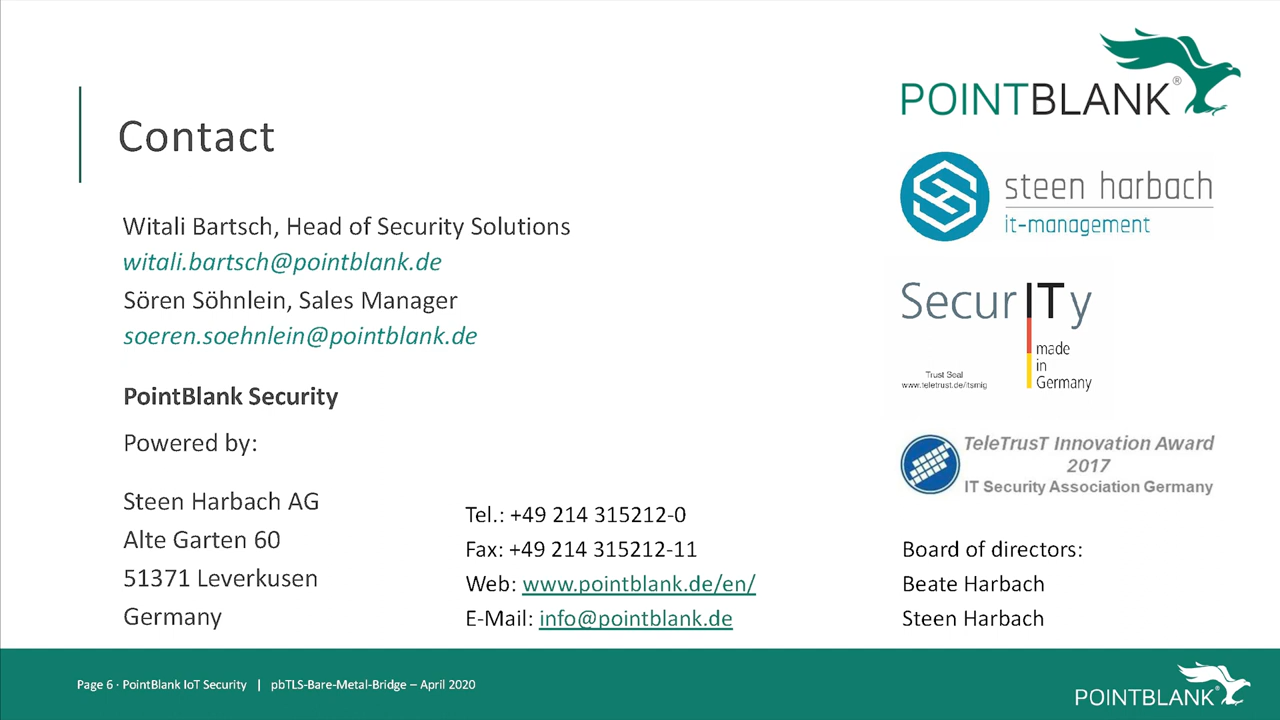 POINTBLANK®
Contact
steen harbach
it-management
Witali Bartsch, Head of Security Solutions
witali.bartsch@pointblank.de
Sören Söhnlein, Sales Manager
soeren.soehnlein@pointblank.de
SecurITy
made
in
Germany
Trust Seal
www.teletrust.de/itsmig
PointBlank Security
Powered by:
TeleTrusT Innovation Award
2017
IT Security Association Germany
Steen Harbach AG
Alte Garten 60
51371 Leverkusen
Germany
Tel.: +49 214 315212-0
Fax: +49 214 315212-11
Web: www.pointblank.de/en/
E-Mail: info@pointblank.de
Board of directors:
Beate Harbach
Steen Harbach
Page 6 · PointBlank IoT Security | pbTLS-Bare-Metal-Bridge – April 2020
POINTBLANK®